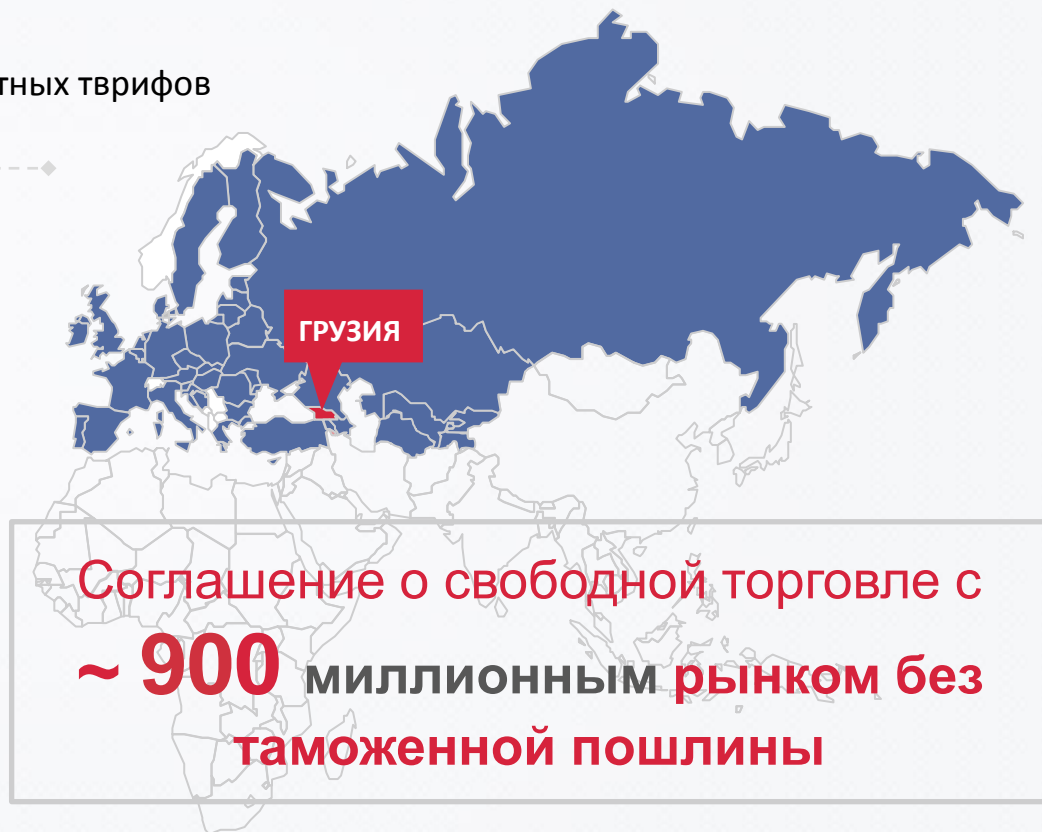 тных тврифов
ГРУЗИЯ
Соглашение о свободной торговле с
~ 900 миллионным рынком без
таможенной пошлины